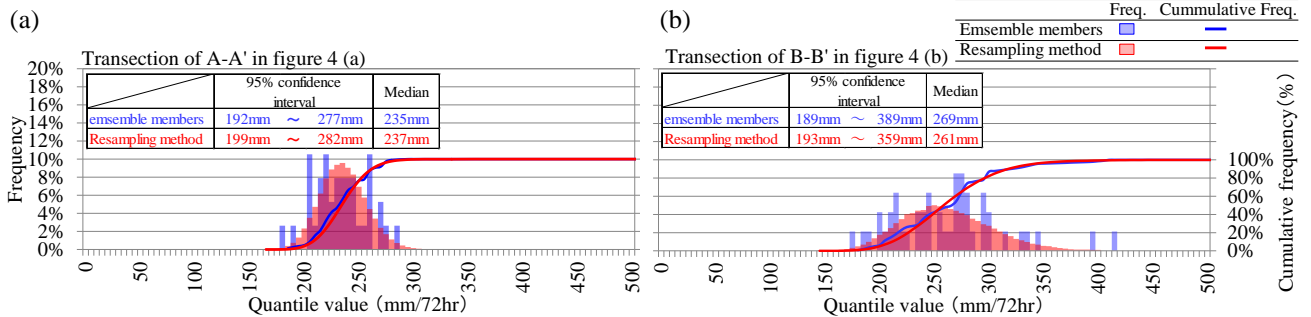 (a)
(b)
Freq. Cummulative Freq.
Emsemble members
Resampling method
Transection of A-A' in figure 4 (a)
95% confidence interval Median
emsemble members 192mm ～ 277mm 235mm
Resampling method 199mm ～ 282mm 237mm
Frequency
20%
18%
16%
14%
12%
10%
8%
6%
4%
2%
0%
0 50 100 150 200 250 300 350 400 450 500
Quantile value (mm/72hr)
Transection of B-B' in figure 4 (b)
95% confidence interval Median
emsemble members 189mm ～ 389mm 269mm
Resampling method 193mm ～ 359mm 261mm
100%
80%
60%
40%
20%
0%
Cumulative frequency(%)
0 50 100 150 200 250 300 350 400 450 500
Quantile value (mm/72hr)